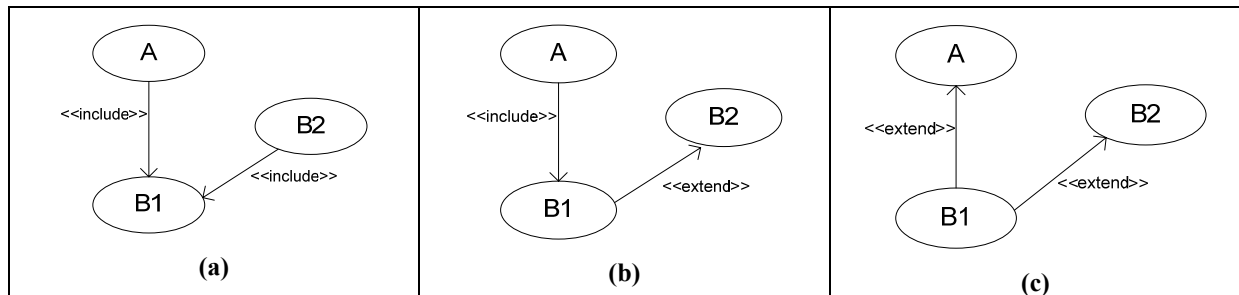 A
<<include>>
B2
<<include>>
B1
(a)
A
<<include>>
B2
<<extend>>
B1
(b)
A
<<extend>>
B2
<<extend>>
B1
(c)